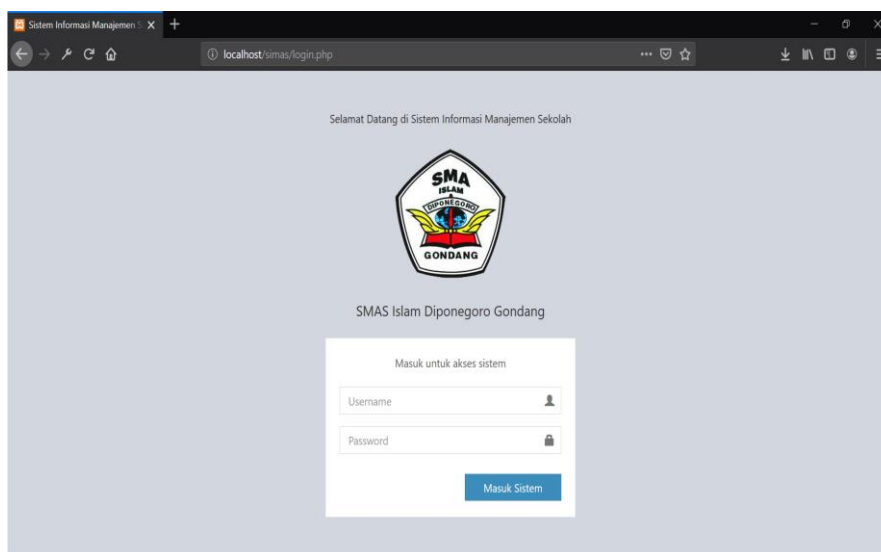 Sistem Informasi Manajemen S
localhost/simas/login.php
Selamat Datang di Sistem Informasi Manajemen Sekolah
SMA
ISLAM
DIPONEGORO
GONDANG
SMAS Islam Diponegoro Gondang
Masuk untuk akses sistem
Username
Password
Masuk Sistem